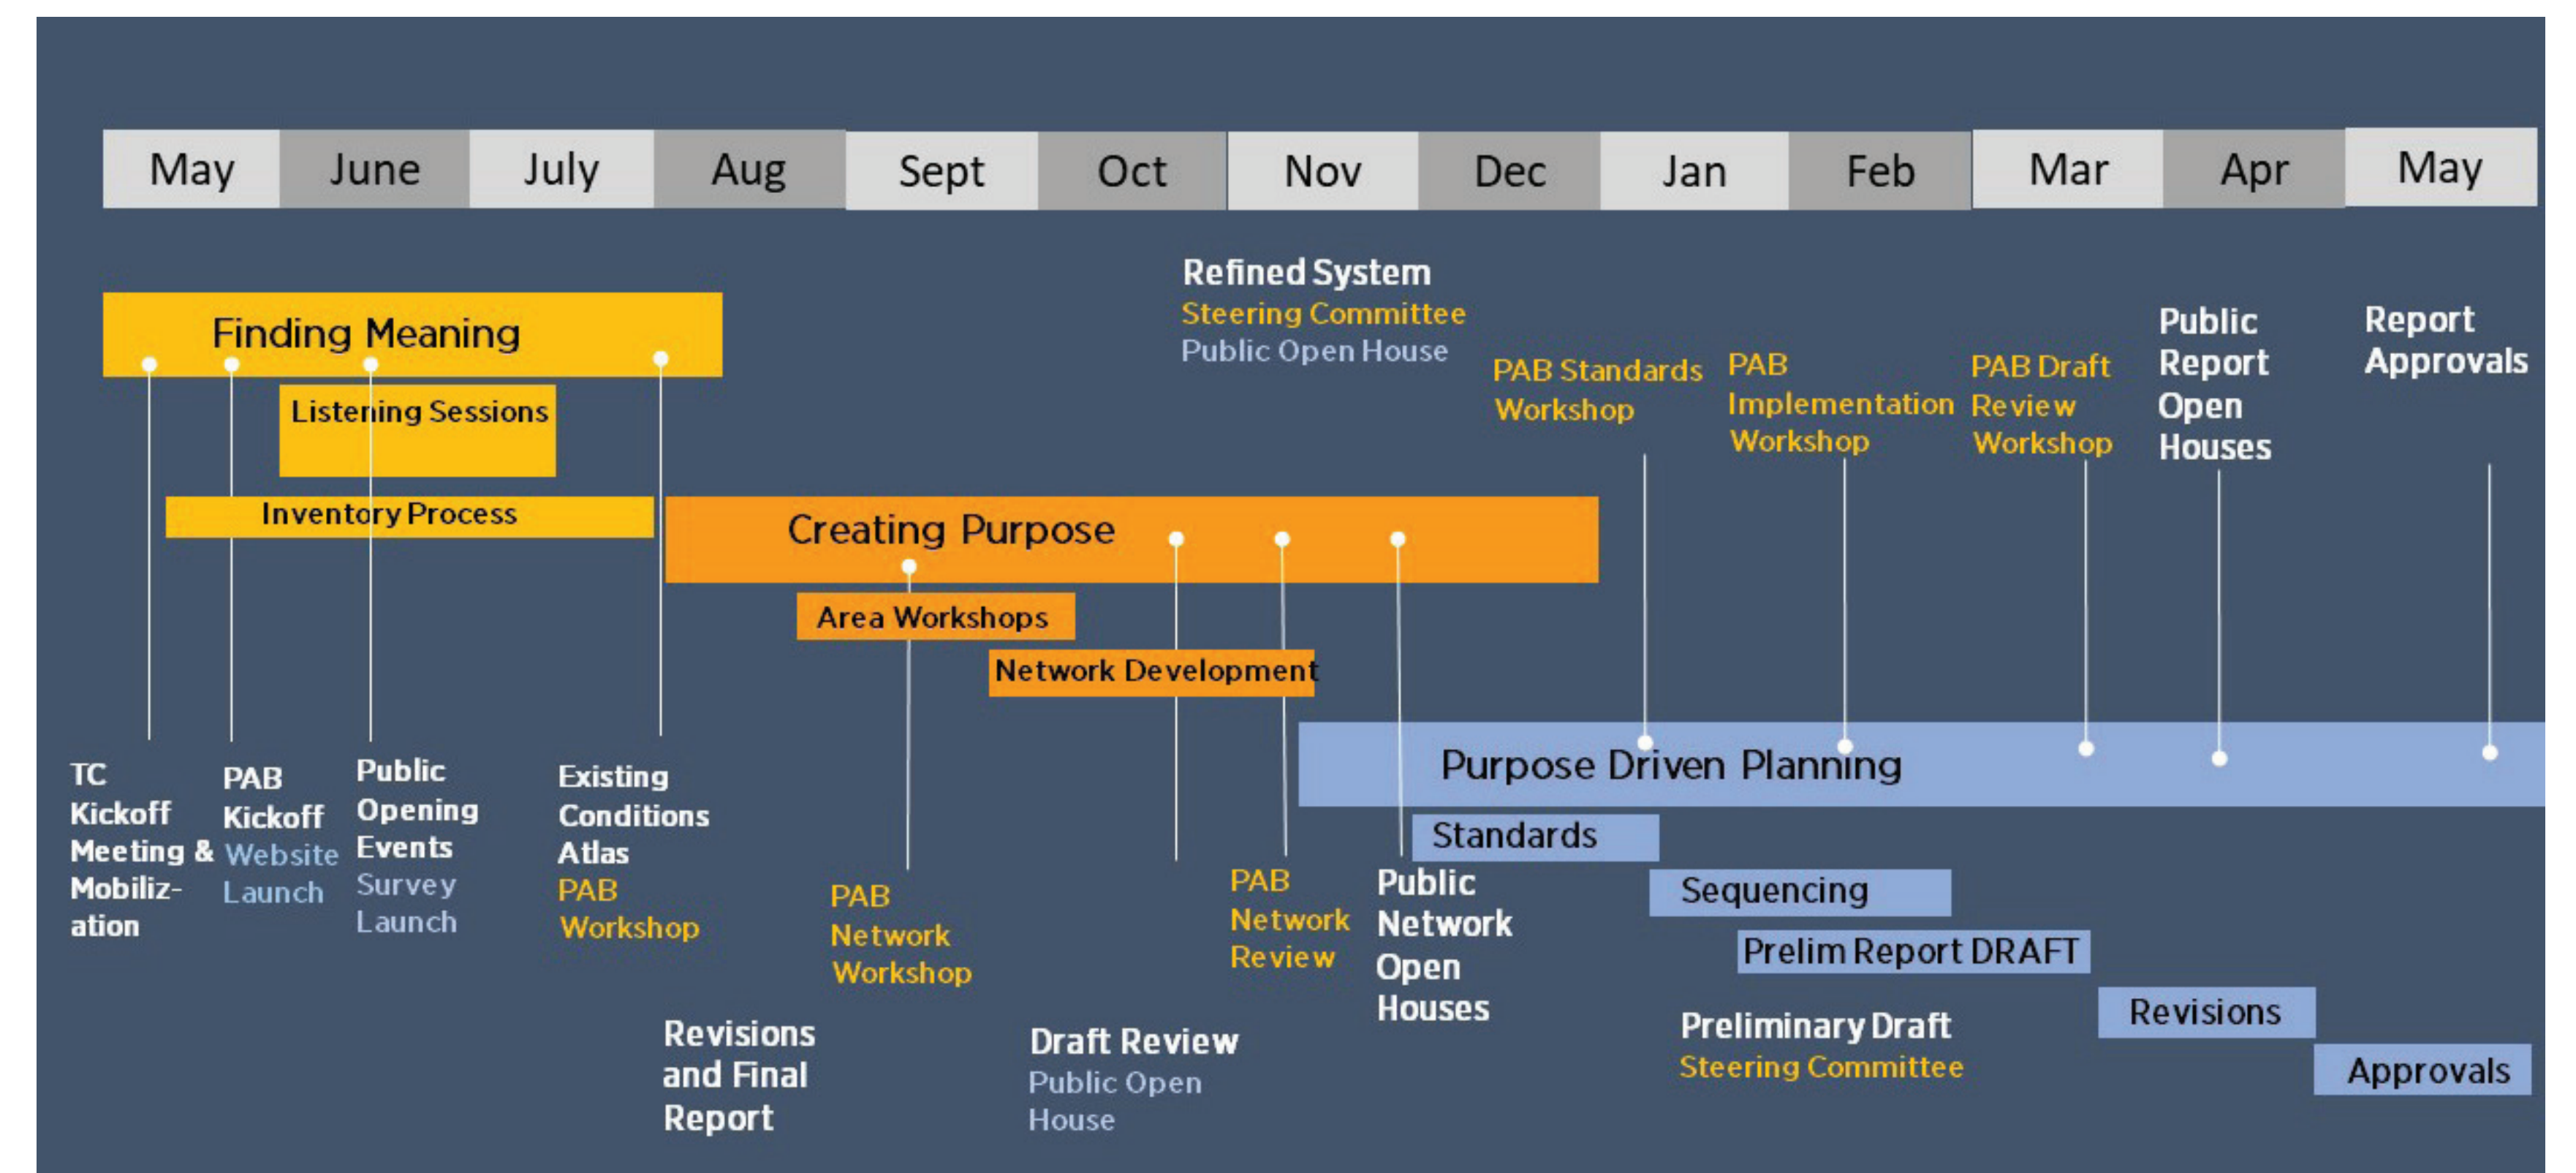 May June July Aug Sept Oct Nov Dec Jan Feb Mar Apr May
Refined System
Steering Committee
Public Open House
Finding Meaning
Listening Sessions
Inventory Process
PAB Standards
Workshop
PAB
Implementation
Workshop
PAB Draft
Review
Workshop
Public
Report
Open
Houses
Report
Approvals
Creating Purpose
Area Workshops
Network Development
Purpose Driven Planning
TC
Kickoff
Meeting &
Mobiliz-
ation
PAB
Kickoff
Website
Launch
Public
Opening
Events
Survey
Launch
Existing
Conditions
Atlas
PAB
Workshop
PAB
Network
Workshop
PAB
Network
Review
Public
Network
Open
Houses
Standards
Sequencing
Prelim Report DRAFT
Revisions
Approvals
Revisions
and Final
Report
Draft Review
Public Open
House
Preliminary Draft
Steering Committee